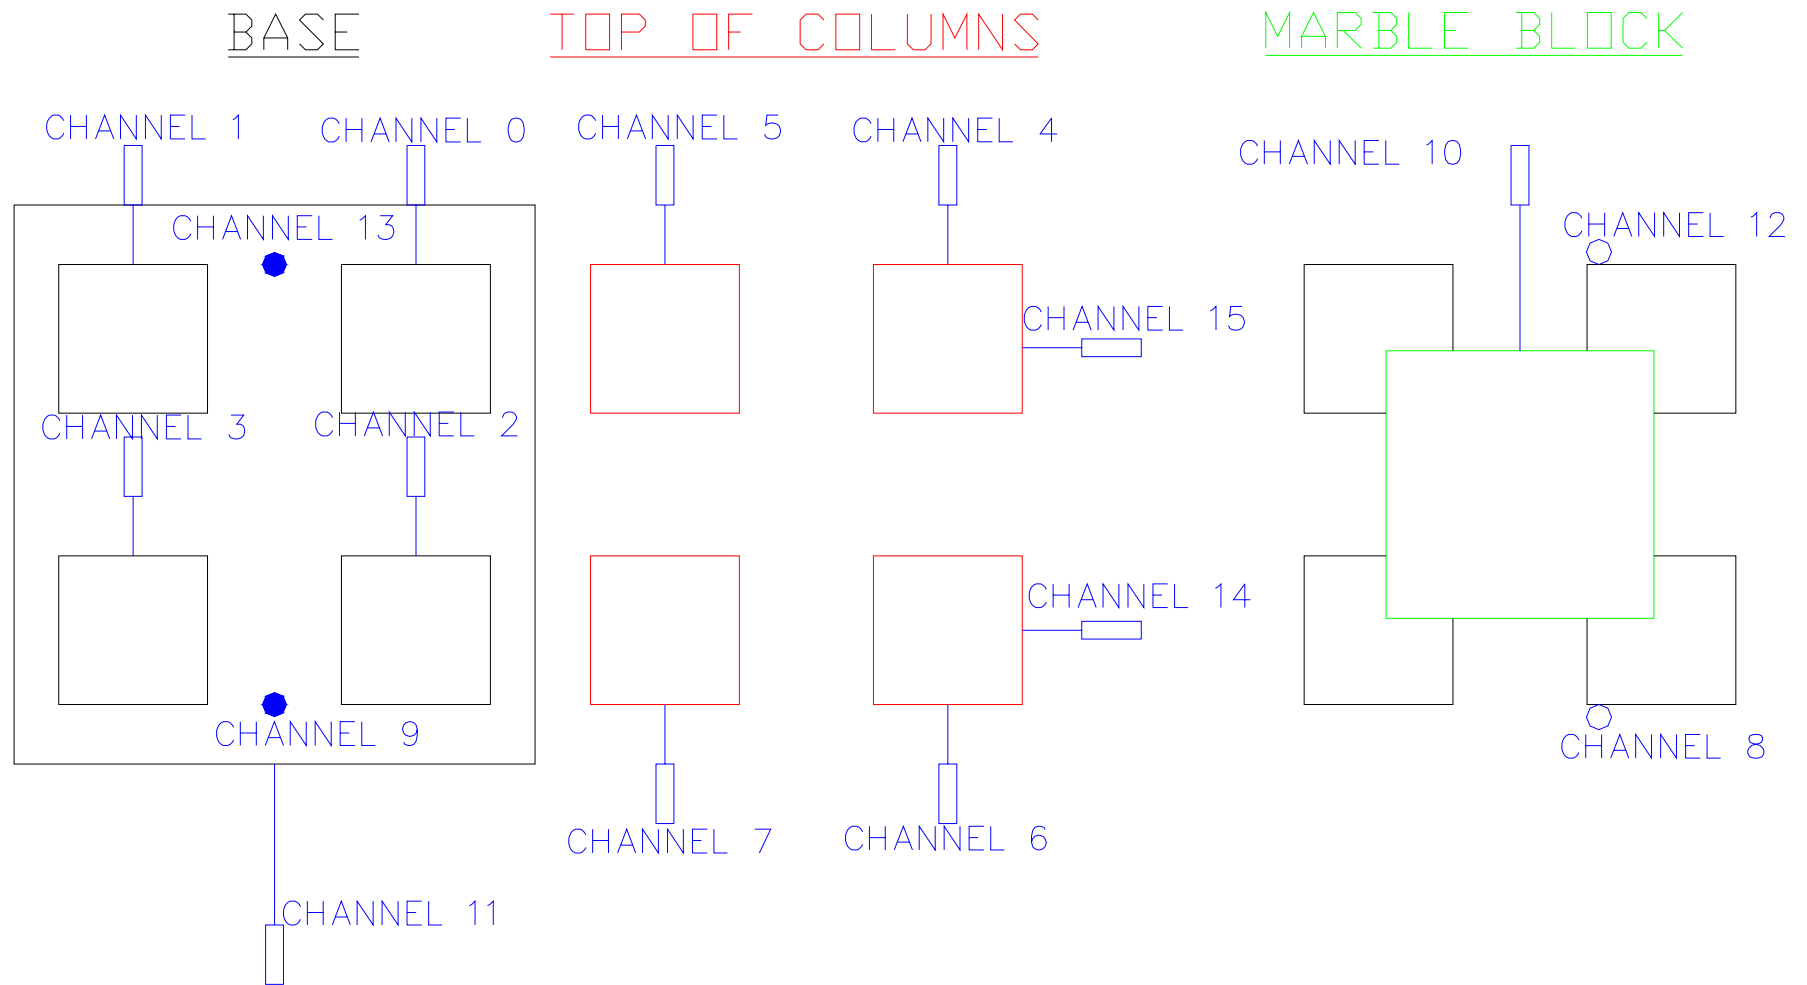 BASE
TOP OF COLUMNS
MARBLE BLOCK
CHANNEL 1
CHANNEL 0
CHANNEL 5
CHANNEL 4
CHANNEL 10
CHANNEL 13
CHANNEL 12
CHANNEL 15
CHANNEL 3
CHANNEL 2
CHANNEL 14
CHANNEL 9
CHANNEL 8
CHANNEL 7
CHANNEL 6
CHANNEL 11